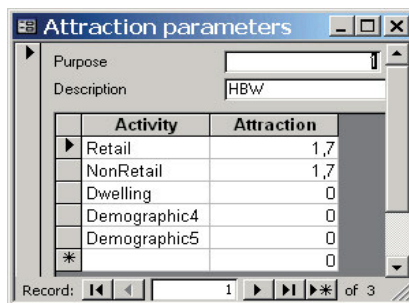 Attraction parameters
Purpose 1
Description HBW
Activity Attraction
Retail 1,7
NonRetail 1,7
Dwelling 0
Demographic4 0
Demographic5 0
0
Record: 1 of 3